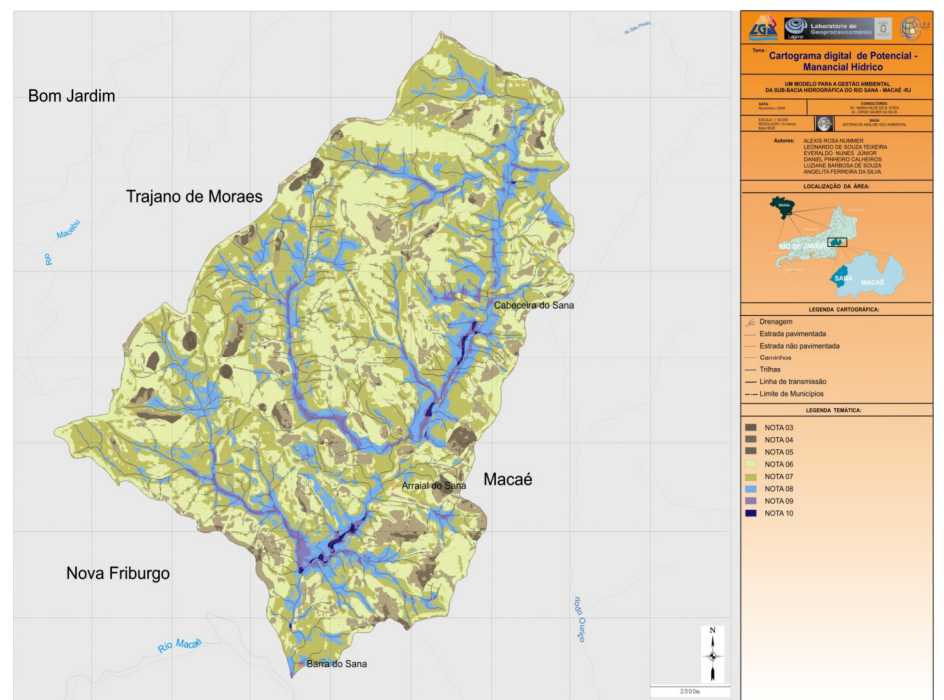 Bom Jardim
Trajano de Moraes
Rio Macabu
Cabeceira do Sana
Arraial do Sana
Macaé
Nova Friburgo
Rio Macaé
Barra do Sana
N
2000m
LGA
Lageop
Laboratório de
Geoprocessamento
Tema :
Cartograma digital de Potencial -
Manancial Hídrico
UM MODELO PARA A GESTÃO AMBIENTAL
DA SUB-BACIA HIDROGRÁFICA DO RIO SANA - MACAÉ -RJ
DATA:
CONSULTORES:
SAGA
Autores:
ALEXIS ROSA NUMMER
LEONARDO DE SOUZA TEIXEIRA
EVERALDO NUNES JÚNIOR
DANIEL PINHEIRO CALHEIROS
LUZIANE BARBOSA DE SOUZA
ANGELITA FERREIRA DA SILVA
LOCALIZAÇÃO DA ÁREA:
BRASIL
RIO DE JANEIRO
SANA
MACAÉ
LEGENDA CARTOGRÁFICA:
Drenagem
Estrada pavimentada
Estrada não pavimentada
Caminhos
Trilhas
Linha de transmissão
Limite de Municípios
LEGENDA TEMÁTICA:
NOTA 03
NOTA 04
NOTA 05
NOTA 06
NOTA 07
NOTA 08
NOTA 09
NOTA 10